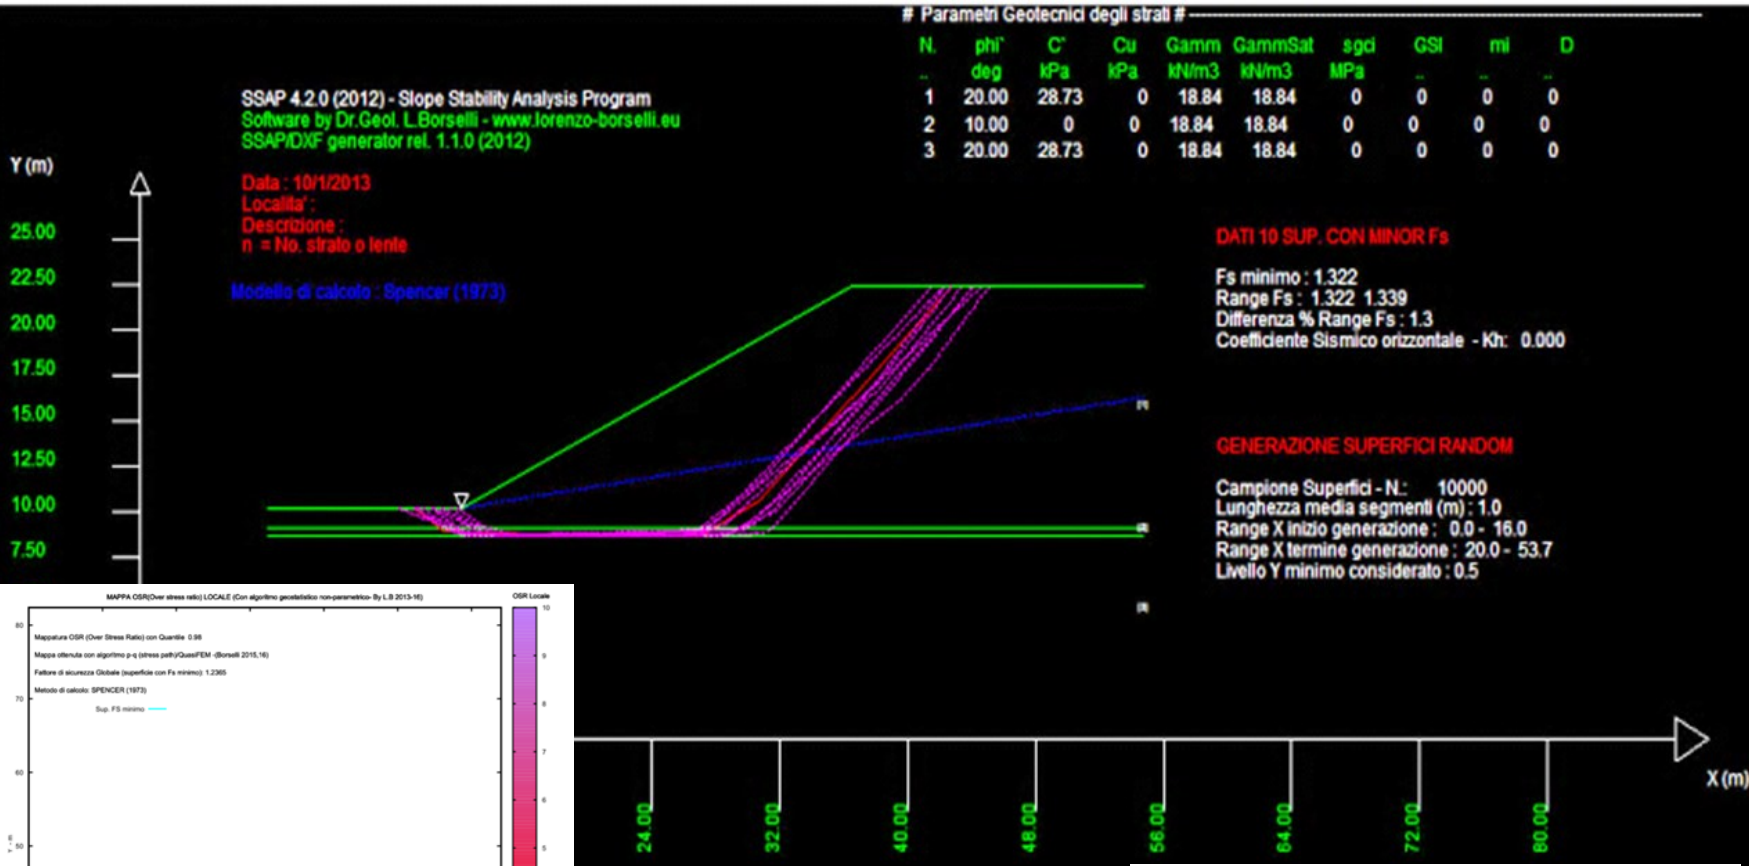 # Parametri Geotecnici degli strati #
N. phi` C` Cu Gamm GammSat sgci GSI mi D
.. deg kPa kPa kN/m3 kN/m3 MPa .. .. ..
1 20.00 28.73 0 18.84 18.84 0 0 0 0
2 10.00 0 0 18.84 18.84 0 0 0 0
3 20.00 28.73 0 18.84 18.84 0 0 0 0
SSAP 4.2.0 (2012) - Slope Stability Analysis Program
Software by Dr.Geol. L.Borselli - www.lorenzo-borselli.eu
SSAP/DXF generator rel. 1.1.0 (2012)
Y (m)
Data : 10/1/2013
Localita' :
Descrizione :
n = No. strato o lente
Modello di calcolo : Spencer (1973)
25.00
22.50
20.00
17.50
15.00
12.50
10.00
7.50
DATI 10 SUP. CON MINOR Fs
Fs minimo : 1.322
Range Fs : 1.322 1.339
Differenza % Range Fs : 1.3
Coefficiente Sismico orizzontale - Kh: 0.000
GENERAZIONE SUPERFICI RANDOM
Campione Superfici - N.: 10000
Lunghezza media segmenti (m) : 1.0
Range X inizio generazione : 0.0 - 16.0
Range X termine generazione : 20.0 - 53.7
Livello Y minimo considerato : 0.5
X (m)
24.00
32.00
40.00
48.00
56.00
64.00
72.00
80.00
MAPPA OSR(Over stress ratio) LOCALE (Con algoritmo geostatistico non-parametrico- By L.B 2013-16)
OSR Locale
Mappatura OSR (Over Stress Ratio) con Quantile 0.98
Mappa ottenuta con algoritmo p-q (stress path)/QuasiFEM -(Borselli 2015,16)
Fattore di sicurezza Globale (superficie con Fs minimo): 1.2365
Metodo di calcolo: SPENCER (1973)
Sup. FS minimo
80
70
60
50
10
9
8
7
6
5